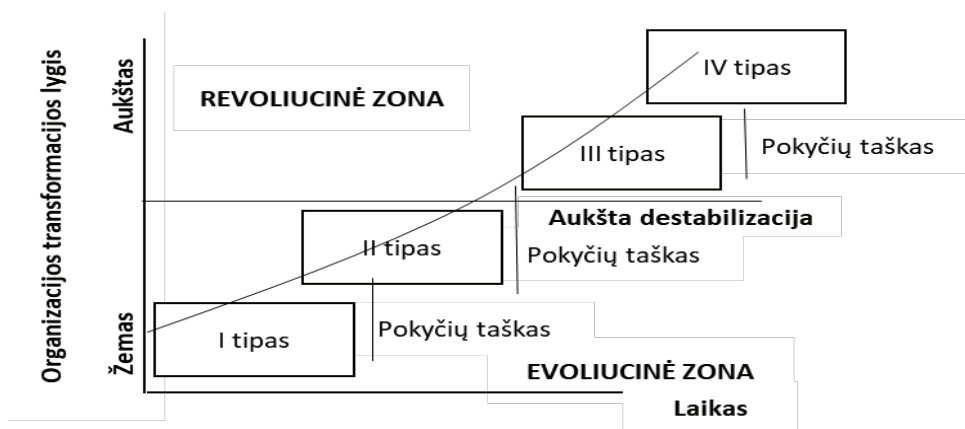 Organizacijos transformacijos lygis
Aukštas
Žemas
REVOLIUCINĖ ZONA
IV tipas
III tipas
Pokyčių taškas
Aukšta destabilizacija
II tipas
Pokyčių taškas
I tipas
Pokyčių taškas
EVOLIUCINĖ ZONA
Laikas